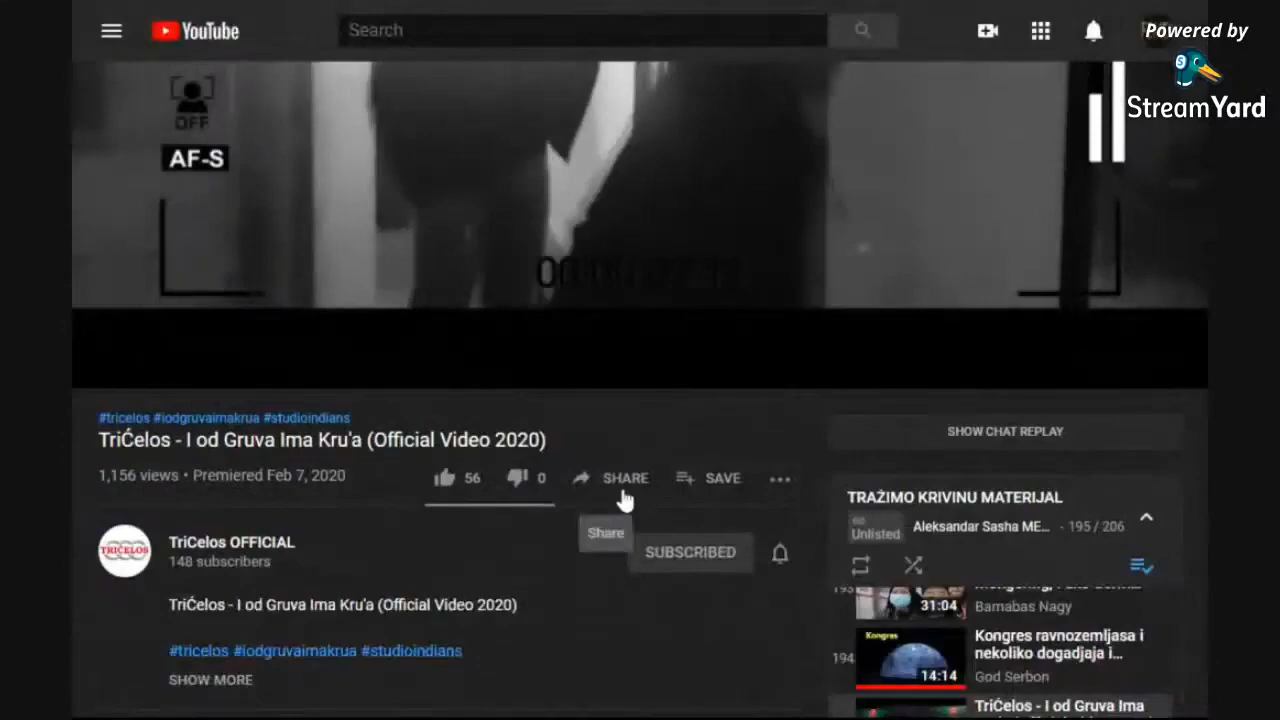 YouTube
Search
Powered by
StreamYard
OFF
AF-S
#tricelos #iodgruvaimakrua #studioindians
TriĆelos - I od Gruva Ima Kru'a (Official Video 2020)
1,156 views • Premiered Feb 7, 2020
56
0
SHARE
SAVE
Share
TRIĆELOS
TriCelos OFFICIAL
148 subscribers
SUBSCRIBED
TriĆelos - I od Gruva Ima Kru'a (Official Video 2020)
#tricelos #iodgruvaimakrua #studioindians
SHOW MORE
SHOW CHAT REPLAY
TRAŽIMO KRIVINU MATERIJAL
Unlisted
Aleksandar Sasha ME... - 195 / 206
31:04
Barnabas Nagy
194
Kongres
14:14
Kongres ravnozemljasa i
nekoliko dogadjaja i...
God Serbon
TriĆelos - I od Gruva Ima